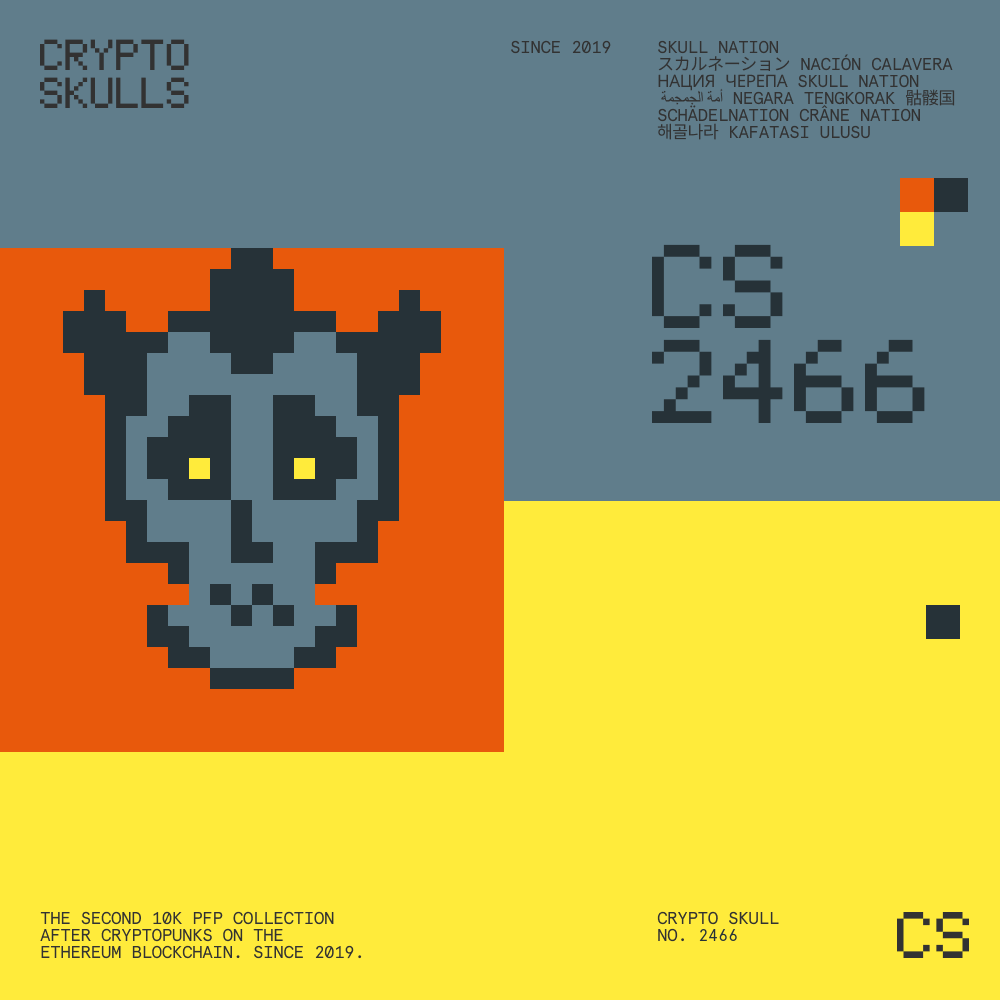 CRYPTO
SKULLS
SINCE 2019
SKULL NATION
スカルネーション NACIÓN CALAVERA
НАЦИЯ ЧЕРЕПА SKULL NATION
أمة الجمجمة NEGARA TENGKORAK 骷髅国
SCHÄDELNATION CRÂNE NATION
해골나라 KAFATASI ULUSU
CS
2466
THE SECOND 10K PFP COLLECTION
AFTER CRYPTOPUNKS ON THE
ETHEREUM BLOCKCHAIN. SINCE 2019.
CRYPTO SKULL
NO. 2466
CS